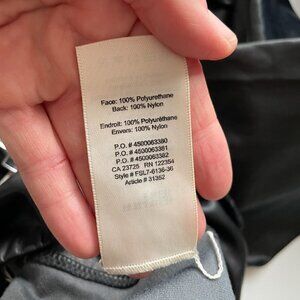 Face: 100% Polyurethane
Back: 100% Nylon
Endroit: 100% Polyuréthane
Envers: 100% Nylon
P.O. # 4500063380
P.O. # 4500063381
P.O. # 4500063382
CA 23725 RN 122354
Style # FSL7-6136-36
Article # 31352